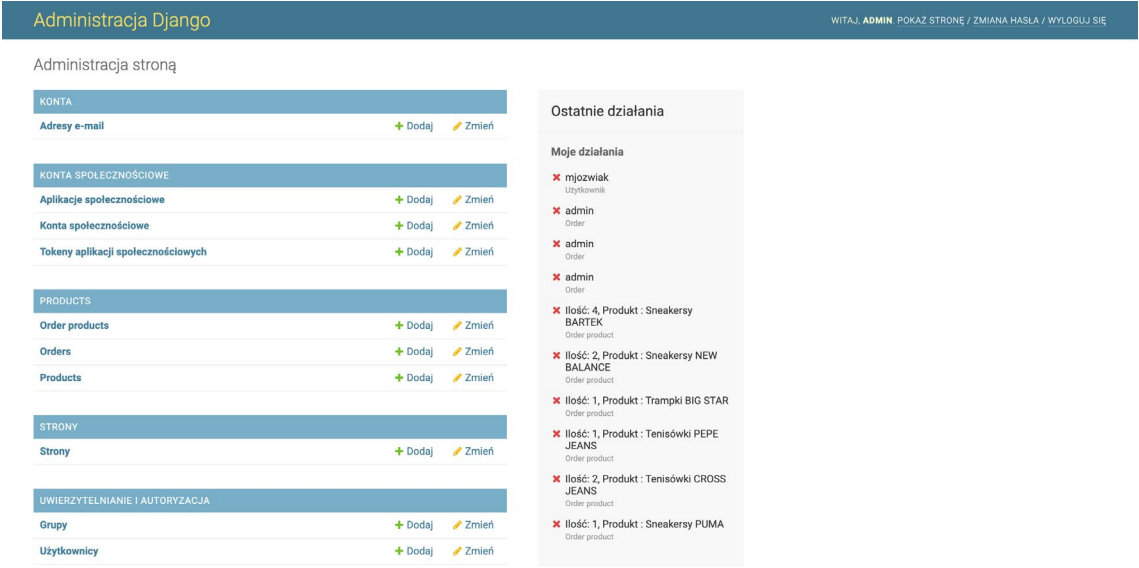 Administracja Django
WITAJ, ADMIN. POKAŻ STRONĘ / ZMIANA HASŁA / WYLOGUJ SIĘ
Administracja stroną
KONTA
Adresy e-mail Dodaj Zmień
KONTA SPOŁECZNOŚCIOWE
Aplikacje społecznościowe Dodaj Zmień
Konta społecznościowe Dodaj Zmień
Tokeny aplikacji społecznościowych Dodaj Zmień
PRODUCTS
Order products Dodaj Zmień
Orders Dodaj Zmień
Products Dodaj Zmień
STRONY
Strony Dodaj Zmień
UWIERZYTELNIANIE I AUTORYZACJA
Grupy Dodaj Zmień
Użytkownicy Dodaj Zmień
Ostatnie działania
Moje działania
mjozwiak
Użytkownik
admin
Order
admin
Order
admin
Order
Ilość: 4, Produkt : Sneakersy
BARTEK
Order product
Ilość: 2, Produkt : Sneakersy NEW
BALANCE
Order product
Ilość: 1, Produkt : Trampki BIG STAR
Order product
Ilość: 1, Produkt : Tenisówki PEPE
JEANS
Order product
Ilość: 2, Produkt : Tenisówki CROSS
JEANS
Order product
Ilość: 1, Produkt : Sneakersy PUMA
Order product